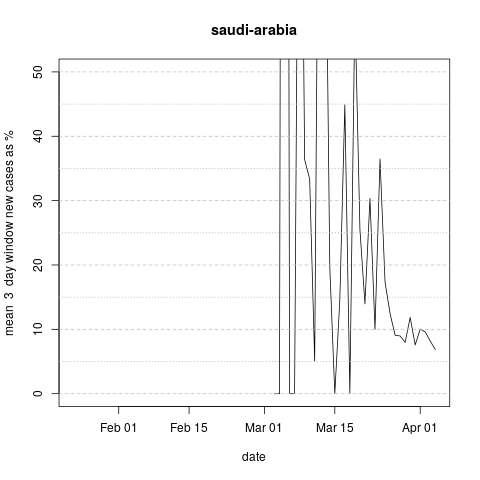 saudi-arabia
mean  3  day window new cases as %
50
40
30
20
10
0
Feb 01
Feb 15
Mar 01
Mar 15
Apr 01
date